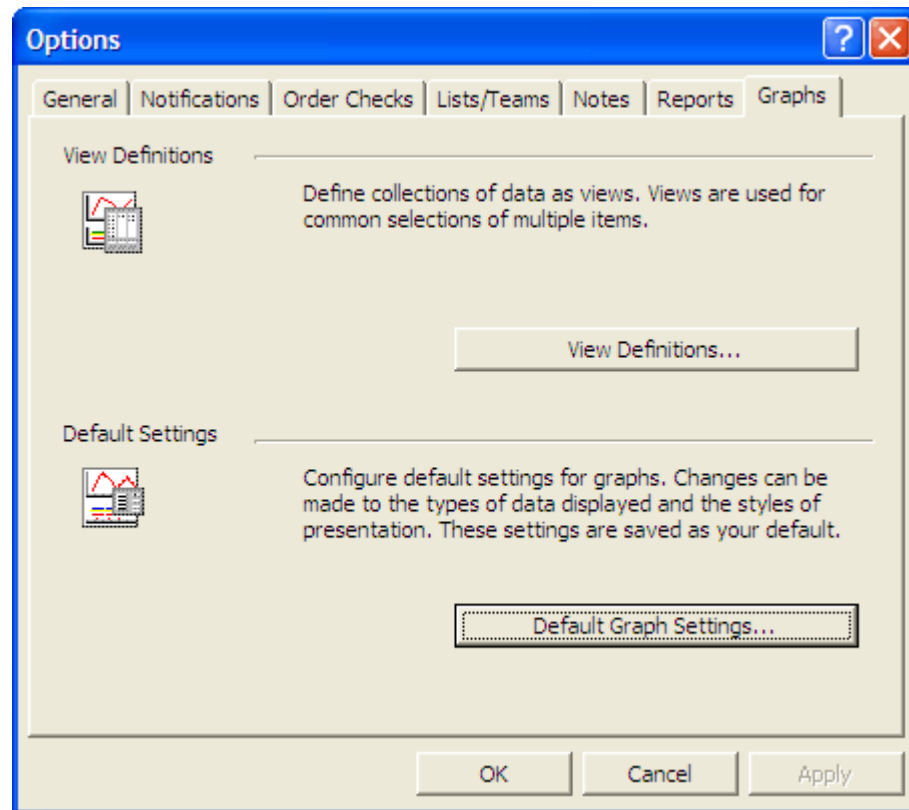 Options
General Notifications Order Checks Lists/Teams Notes Reports Graphs
View Definitions
Define collections of data as views. Views are used for
common selections of multiple items.
View Definitions...
Default Settings
Configure default settings for graphs. Changes can be
made to the types of data displayed and the styles of
presentation. These settings are saved as your default.
Default Graph Settings...
OK Cancel Apply